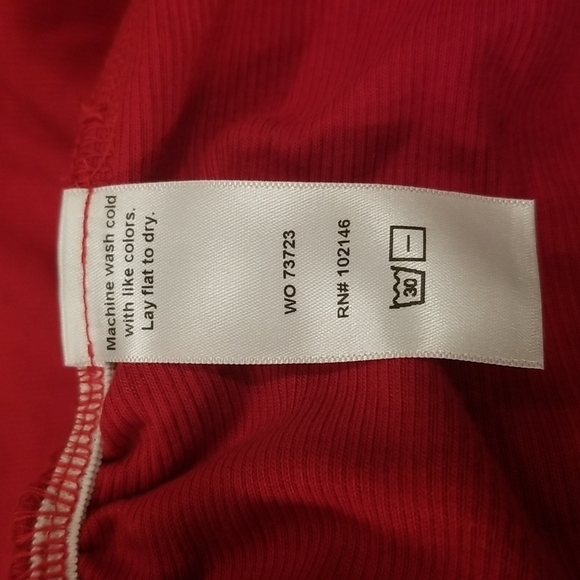 Machine wash cold
with like colors.
Lay flat to dry.
WO 73723
RN# 102146
30